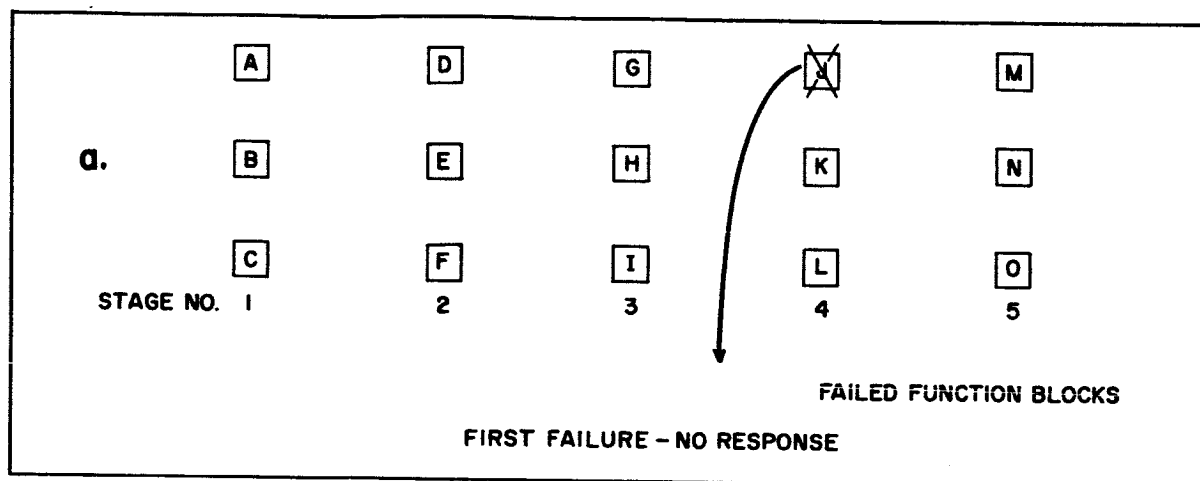 A D G J M
a. B E H K N
C F I L O
STAGE NO. 1 2 3 4 5
FAILED FUNCTION BLOCKS
FIRST FAILURE – NO RESPONSE